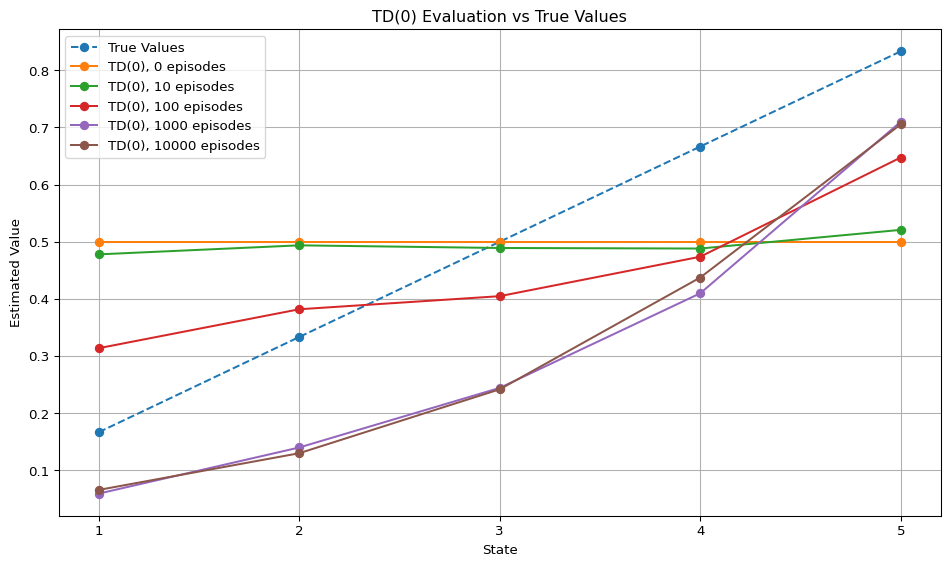 TD(0) Evaluation vs True Values
True Values
TD(0), 0 episodes
TD(0), 10 episodes
TD(0), 100 episodes
TD(0), 1000 episodes
TD(0), 10000 episodes
Estimated Value
0.8
0.7
0.6
0.5
0.4
0.3
0.2
0.1
1 2 3 4 5
State